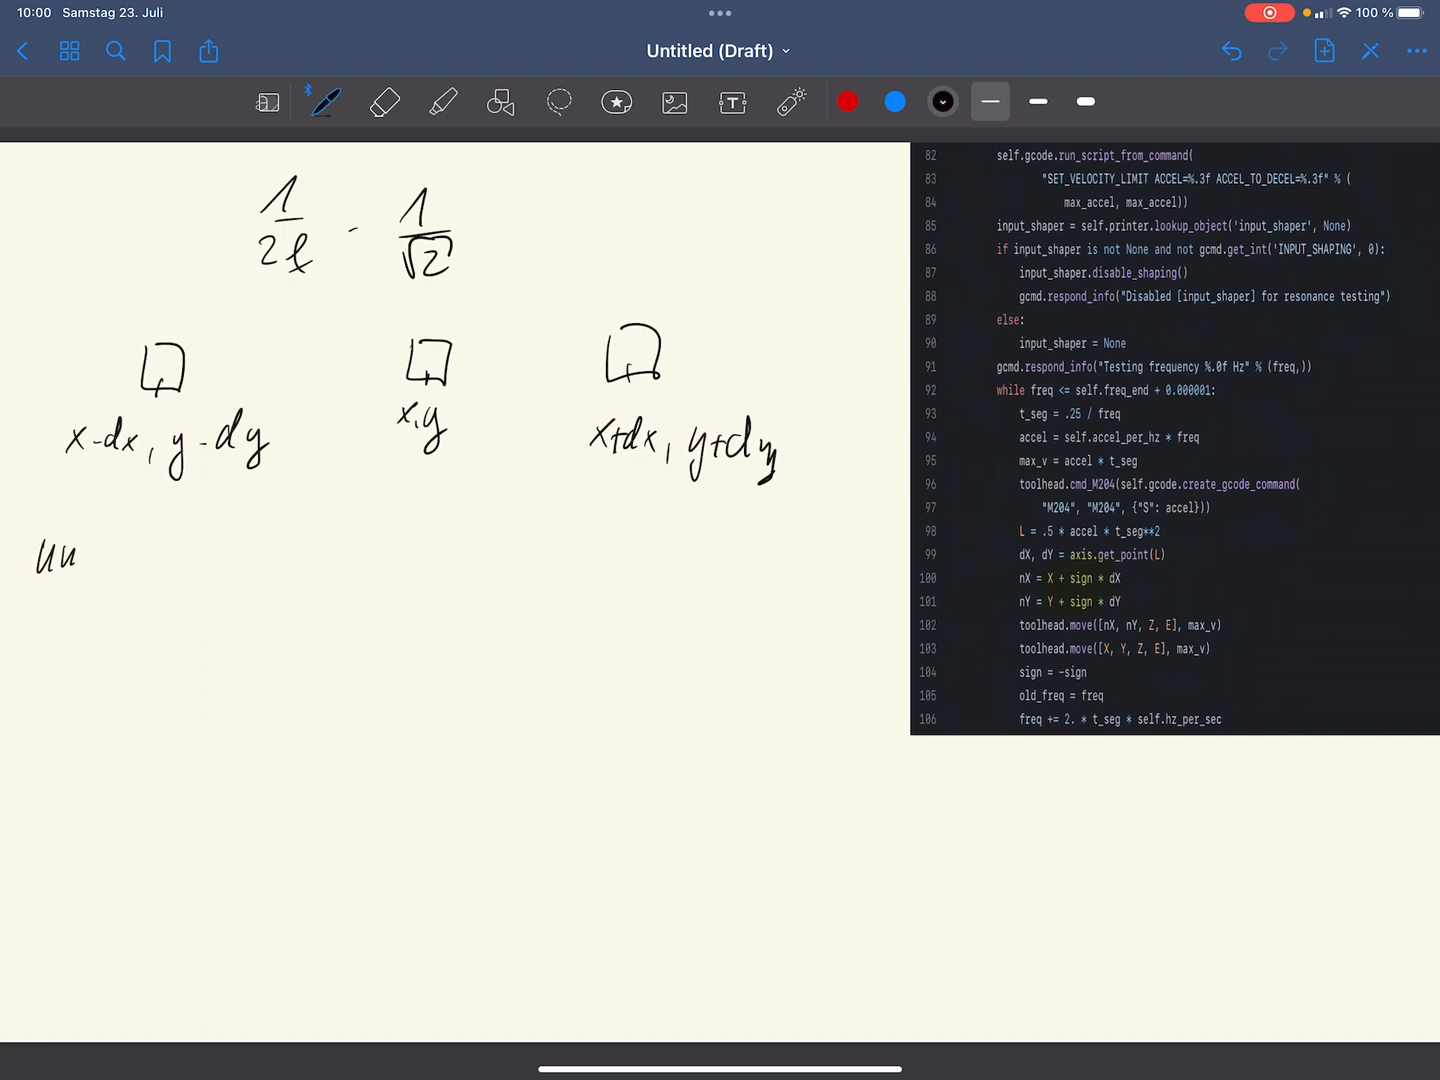 10:00 Samstag 23. Juli
100 %
Untitled (Draft)
T
1/2f · 1/√2
x-dx, y-dy
x,y
x+dx, y+dy
82 self.gcode.run_script_from_command(
83 "SET_VELOCITY_LIMIT ACCEL=%.3f ACCEL_TO_DECEL=%.3f" % (
84 max_accel, max_accel))
85 input_shaper = self.printer.lookup_object('input_shaper', None)
86 if input_shaper is not None and not gcmd.get_int('INPUT_SHAPING', 0):
87 input_shaper.disable_shaping()
88 gcmd.respond_info("Disabled [input_shaper] for resonance testing")
89 else:
90 input_shaper = None
91 gcmd.respond_info("Testing frequency %.0f Hz" % (freq,))
92 while freq <= self.freq_end + 0.000001:
93 t_seg = .25 / freq
94 accel = self.accel_per_hz * freq
95 max_v = accel * t_seg
96 toolhead.cmd_M204(self.gcode.create_gcode_command(
97 "M204", "M204", {"S": accel}))
98 L = .5 * accel * t_seg**2
99 dX, dY = axis.get_point(L)
100 nX = X + sign * dX
101 nY = Y + sign * dY
102 toolhead.move([nX, nY, Z, E], max_v)
103 toolhead.move([X, Y, Z, E], max_v)
104 sign = -sign
105 old_freq = freq
106 freq += 2. * t_seg * self.hz_per_sec